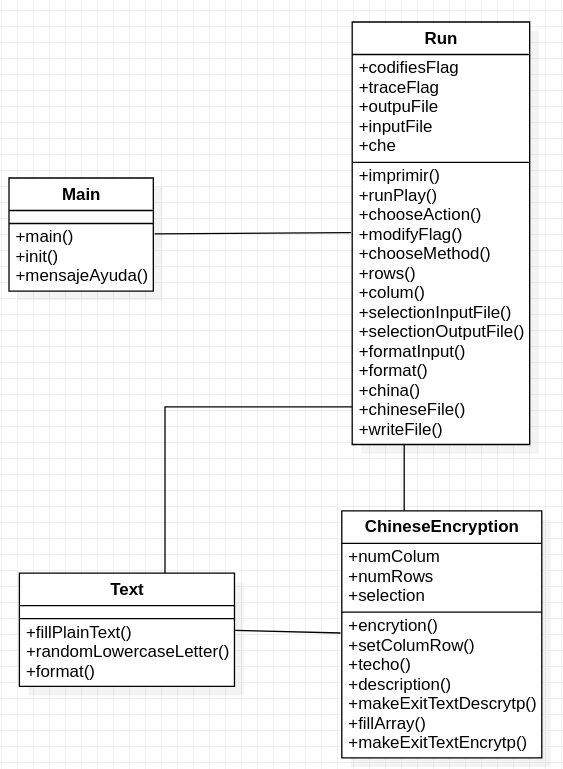 Run
+codifiesFlag
+traceFlag
+outpuFile
+inputFile
+che
+imprimir()
+runPlay()
+chooseAction()
+modifyFlag()
+chooseMethod()
+rows()
+colum()
+selectionInputFile()
+selectionOutputFile()
+formatInput()
+format()
+china()
+chineseFile()
+writeFile()
Main
+main()
+init()
+mensajeAyuda()
Text
+fillPlainText()
+randomLowercaseLetter()
+format()
ChineseEncryption
+numColum
+numRows
+selection
+encrytion()
+setColumRow()
+techo()
+description()
+makeExitTextDescrytp()
+fillArray()
+makeExitTextEncrytp()